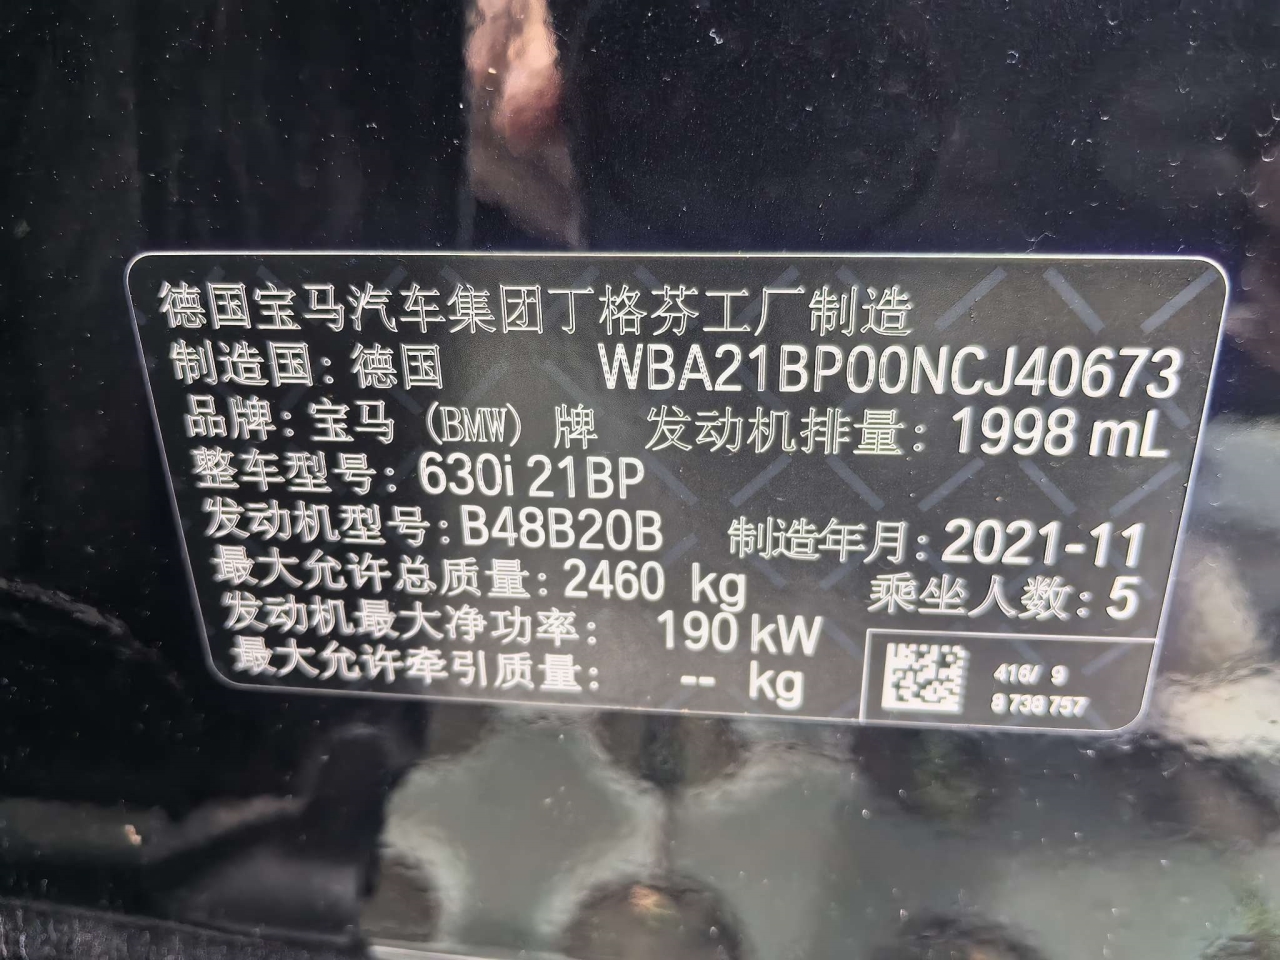 德国宝马汽车集团丁格芬工厂制造
制造国：德国 WBA21BP00NCJ40673
品牌：宝马（BMW）牌 发动机排量：1998 mL
整车型号：630i 21BP
发动机型号：B48B20B 制造年月：2021-11
最大允许总质量：2460 kg 乘坐人数：5
发动机最大净功率： 190 kW
最大允许牵引质量： -- kg
416/ 9
8 738 757